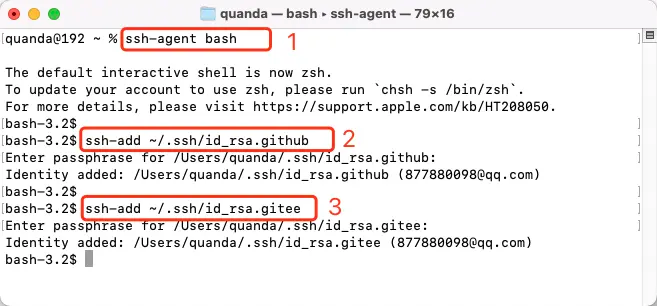 quanda — bash ‣ ssh-agent — 79×16
[quanda@192 ~ % ssh-agent bash ]
1
The default interactive shell is now zsh.
To update your account to use zsh, please run `chsh -s /bin/zsh`.
For more details, please visit https://support.apple.com/kb/HT208050.
[bash-3.2$ ]
[bash-3.2$ ssh-add ~/.ssh/id_rsa.github ]
2
[Enter passphrase for /Users/quanda/.ssh/id_rsa.github: ]
Identity added: /Users/quanda/.ssh/id_rsa.github (877880098@qq.com)
[bash-3.2$ ]
[bash-3.2$ ssh-add ~/.ssh/id_rsa.gitee ]
3
[Enter passphrase for /Users/quanda/.ssh/id_rsa.gitee: ]
Identity added: /Users/quanda/.ssh/id_rsa.gitee (877880098@qq.com)
bash-3.2$